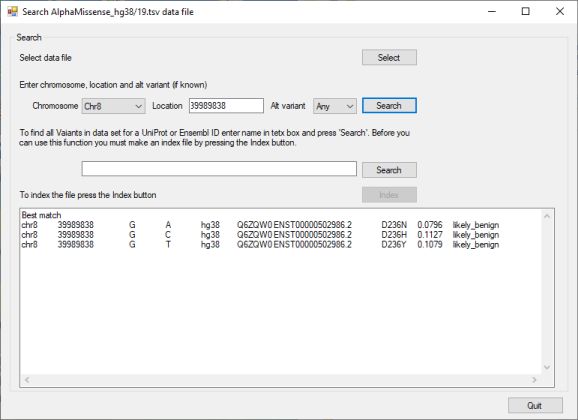 Search AlphaMissense_hg38/19.tsv data file
Search
Select data file
Select
Enter chromosome, location and alt variant (if known)
Chromosome Chr8 Location 39989838 Alt variant Any Search
To find all Vaiants in data set for a UniProt or Ensembl ID enter name in tetx box and press 'Search'. Before you
can use this function you must make an index file by pressing the Index button.
Search
To index the file press the Index button
Index
Best match
chr8 39989838 G A hg38 Q6ZQW0 ENST00000502986.2 D236N 0.0796 likely_benign
chr8 39989838 G C hg38 Q6ZQW0 ENST00000502986.2 D236H 0.1127 likely_benign
chr8 39989838 G T hg38 Q6ZQW0 ENST00000502986.2 D236Y 0.1079 likely_benign
Quit